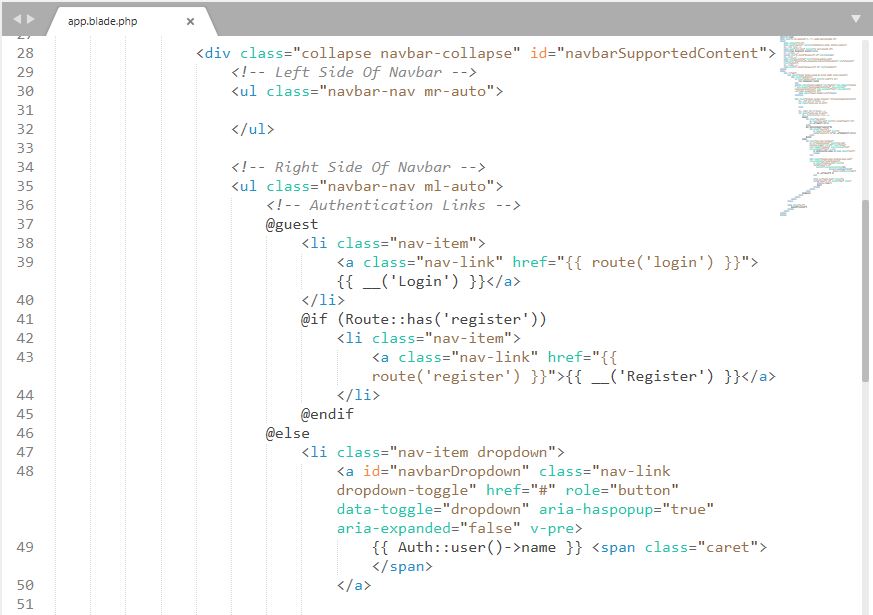 app.blade.php ×
27
28 <div class="collapse navbar-collapse" id="navbarSupportedContent">
29 <!-- Left Side Of Navbar -->
30 <ul class="navbar-nav mr-auto">
31
32 </ul>
33
34 <!-- Right Side Of Navbar -->
35 <ul class="navbar-nav ml-auto">
36 <!-- Authentication Links -->
37 @guest
38 <li class="nav-item">
39 <a class="nav-link" href="{{ route('login') }}">
{{ __('Login') }}</a>
40 </li>
41 @if (Route::has('register'))
42 <li class="nav-item">
43 <a class="nav-link" href="{{
route('register') }}">{{ __('Register') }}</a>
44 </li>
45 @endif
46 @else
47 <li class="nav-item dropdown">
48 <a id="navbarDropdown" class="nav-link
dropdown-toggle" href="#" role="button"
data-toggle="dropdown" aria-haspopup="true"
aria-expanded="false" v-pre>
49 {{ Auth::user()->name }} <span class="caret">
</span>
50 </a>
51